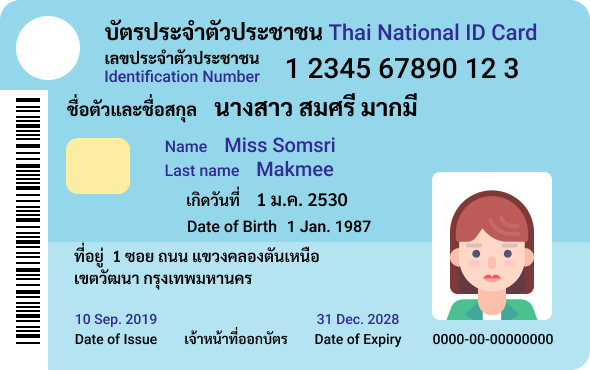 บัตรประจำตัวประชาชน Thai National ID Card
เลขประจำตัวประชาชน
Identification Number 1 2345 67890 12 3
ชื่อตัวและชื่อสกุล นางสาว สมศรี มากมี
Name Miss Somsri
Last name Makmee
เกิดวันที่ 1 ม.ค. 2530
Date of Birth 1 Jan. 1987
ที่อยู่ 1 ซอย ถนน แขวงคลองตันเหนือ
เขตวัฒนา กรุงเทพมหานคร
10 Sep. 2019 31 Dec. 2028
Date of Issue เจ้าหน้าที่ออกบัตร Date of Expiry 0000-00-00000000